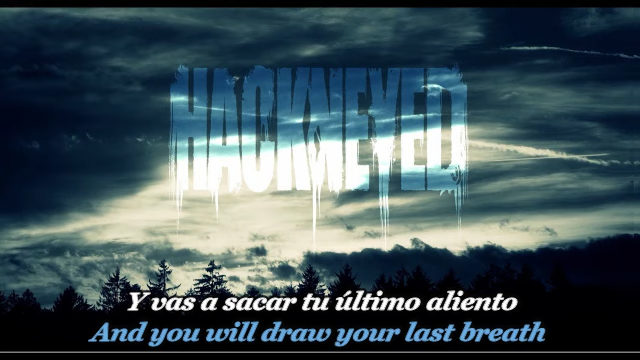 HACKNEYED
Y vas a sacar tu último aliento
And you will draw your last breath